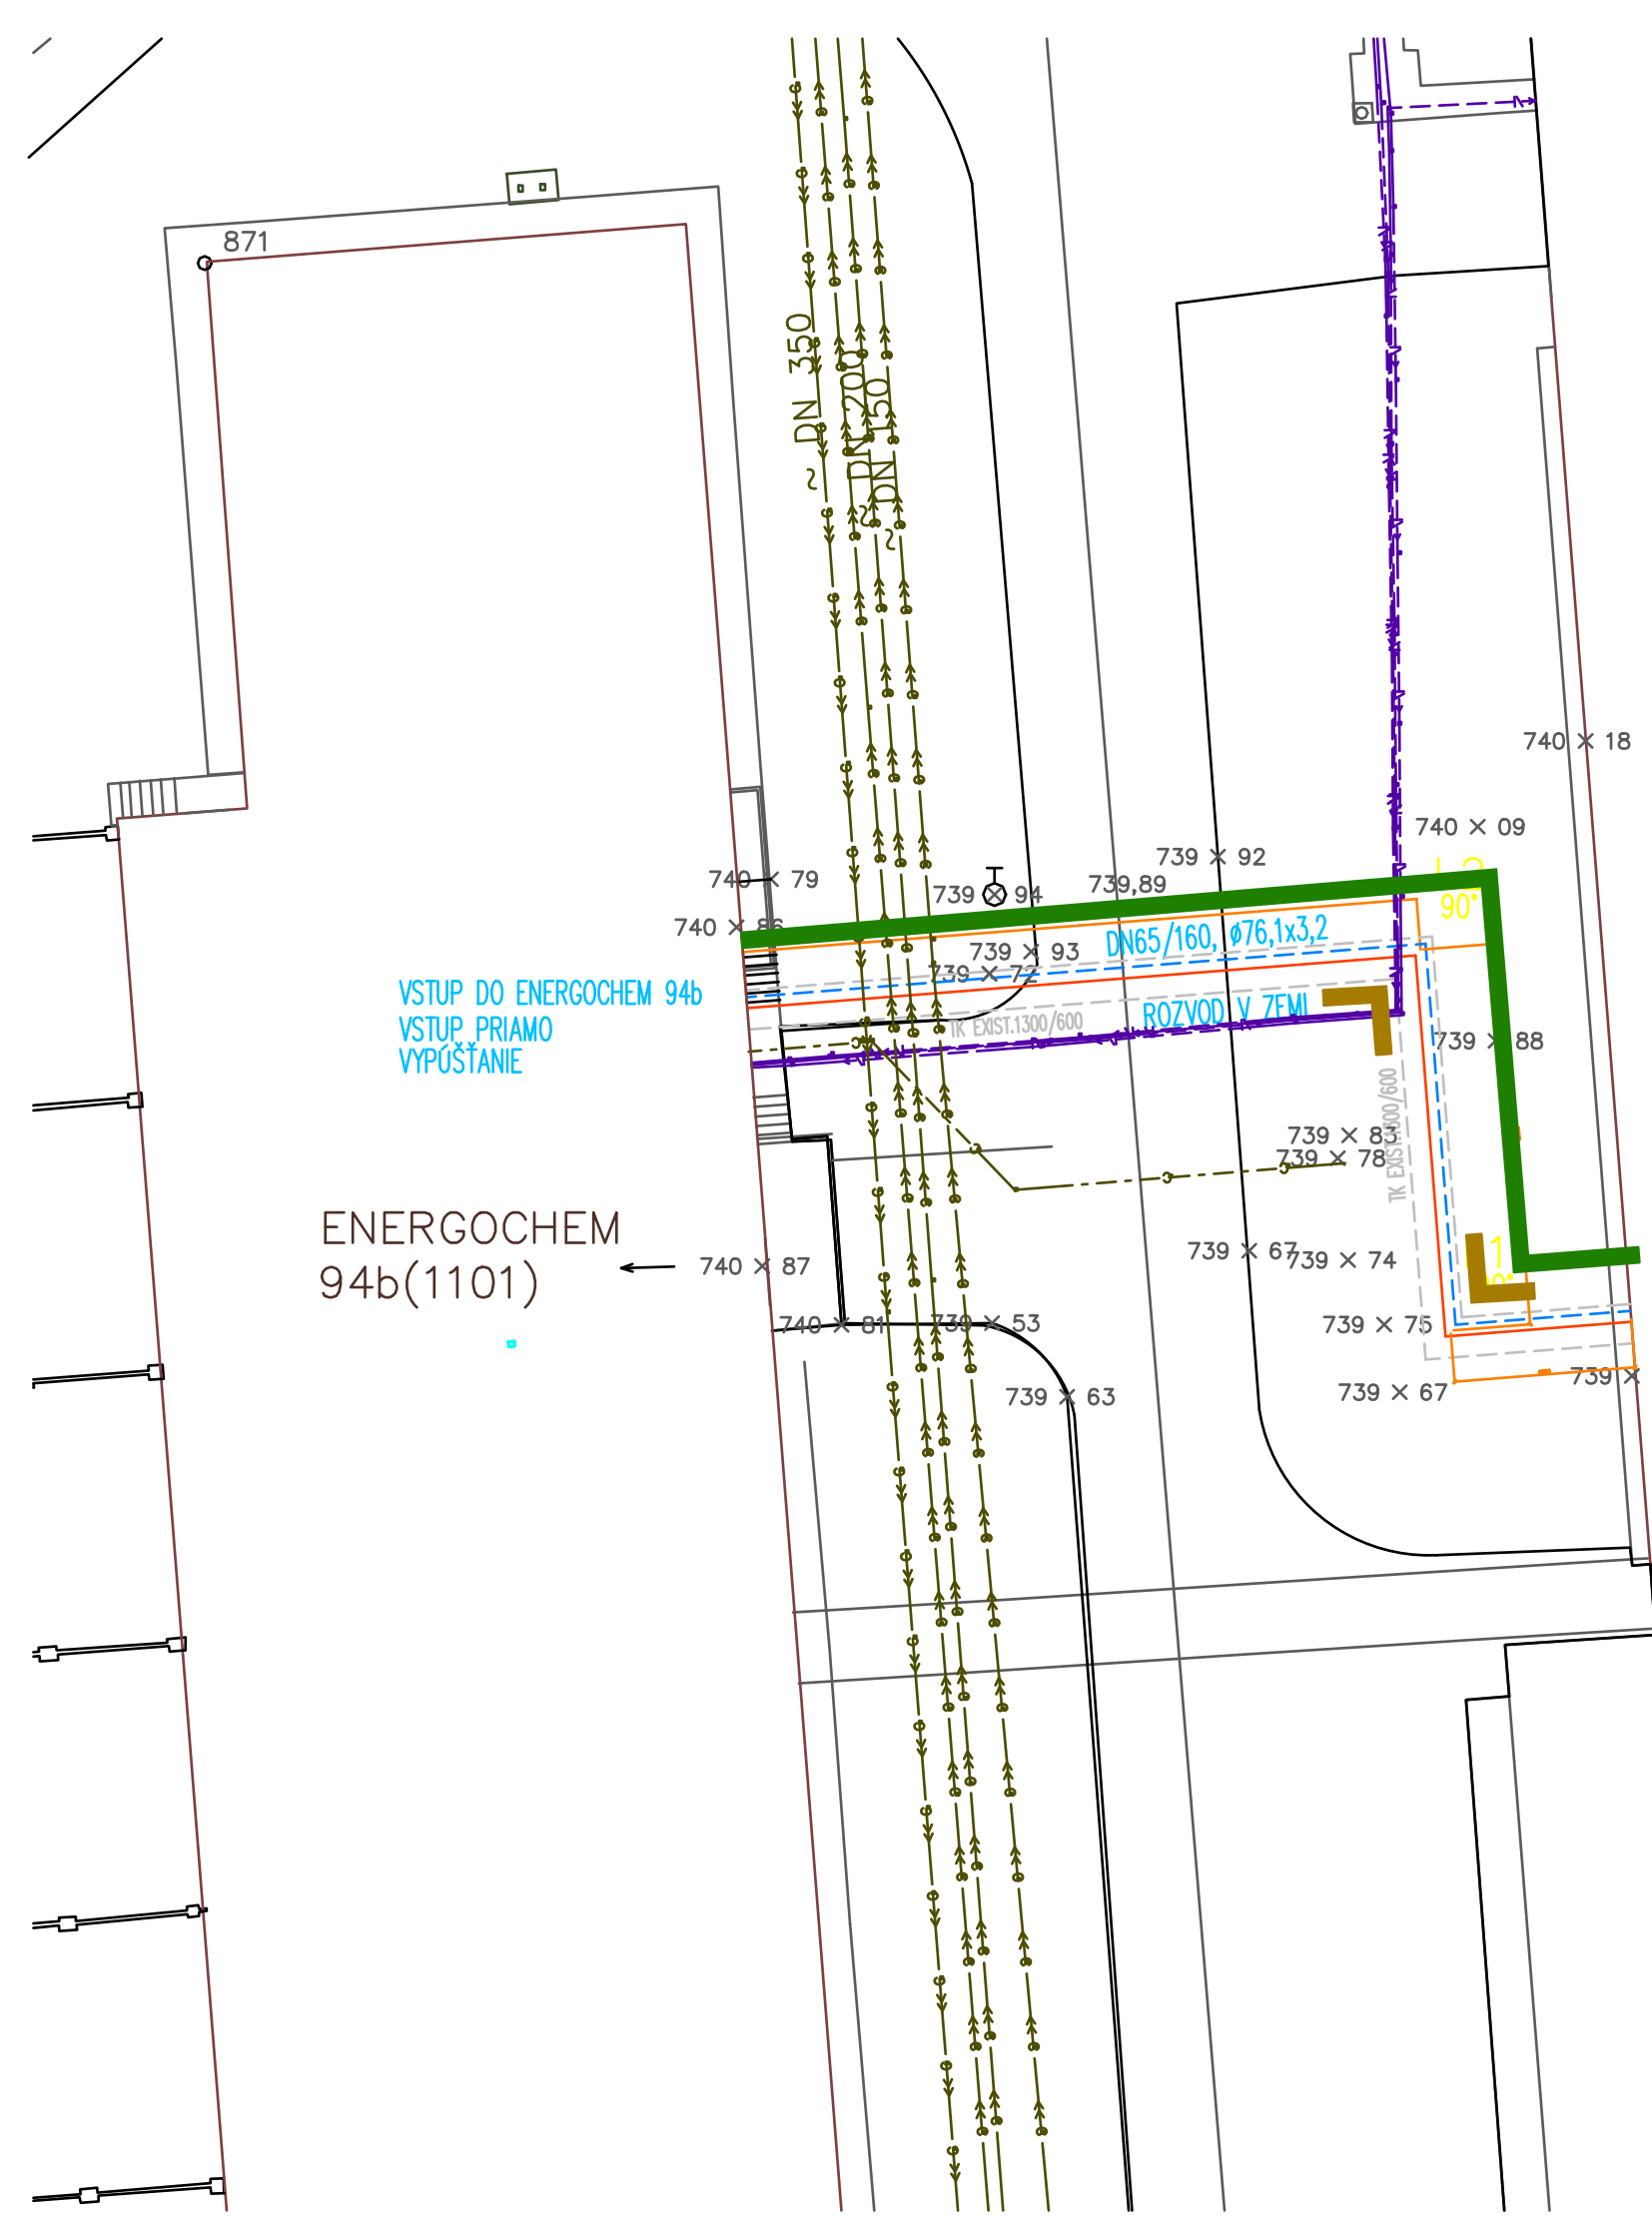 871
~ DN 350
~ DN 200
~ DN 150
740 × 18
740 × 09
739 × 92
740 × 79
739 × 94
739,89
90°
740 × 86
DN65/160, ø76,1x3,2
739 × 93
739 × 72
VSTUP DO ENERGOCHEM 94b
VSTUP PRIAMO
VYPÚŠŤANIE
TK EXIST.1300/600
ROZVOD V ZEMI
739 × 88
739 × 83
739 × 78
ENERGOCHEM
94b(1101)
740 × 87
739 × 67
739 × 74
740 × 81
739 × 53
739 × 75
739 × 63
739 × 67
739 ×